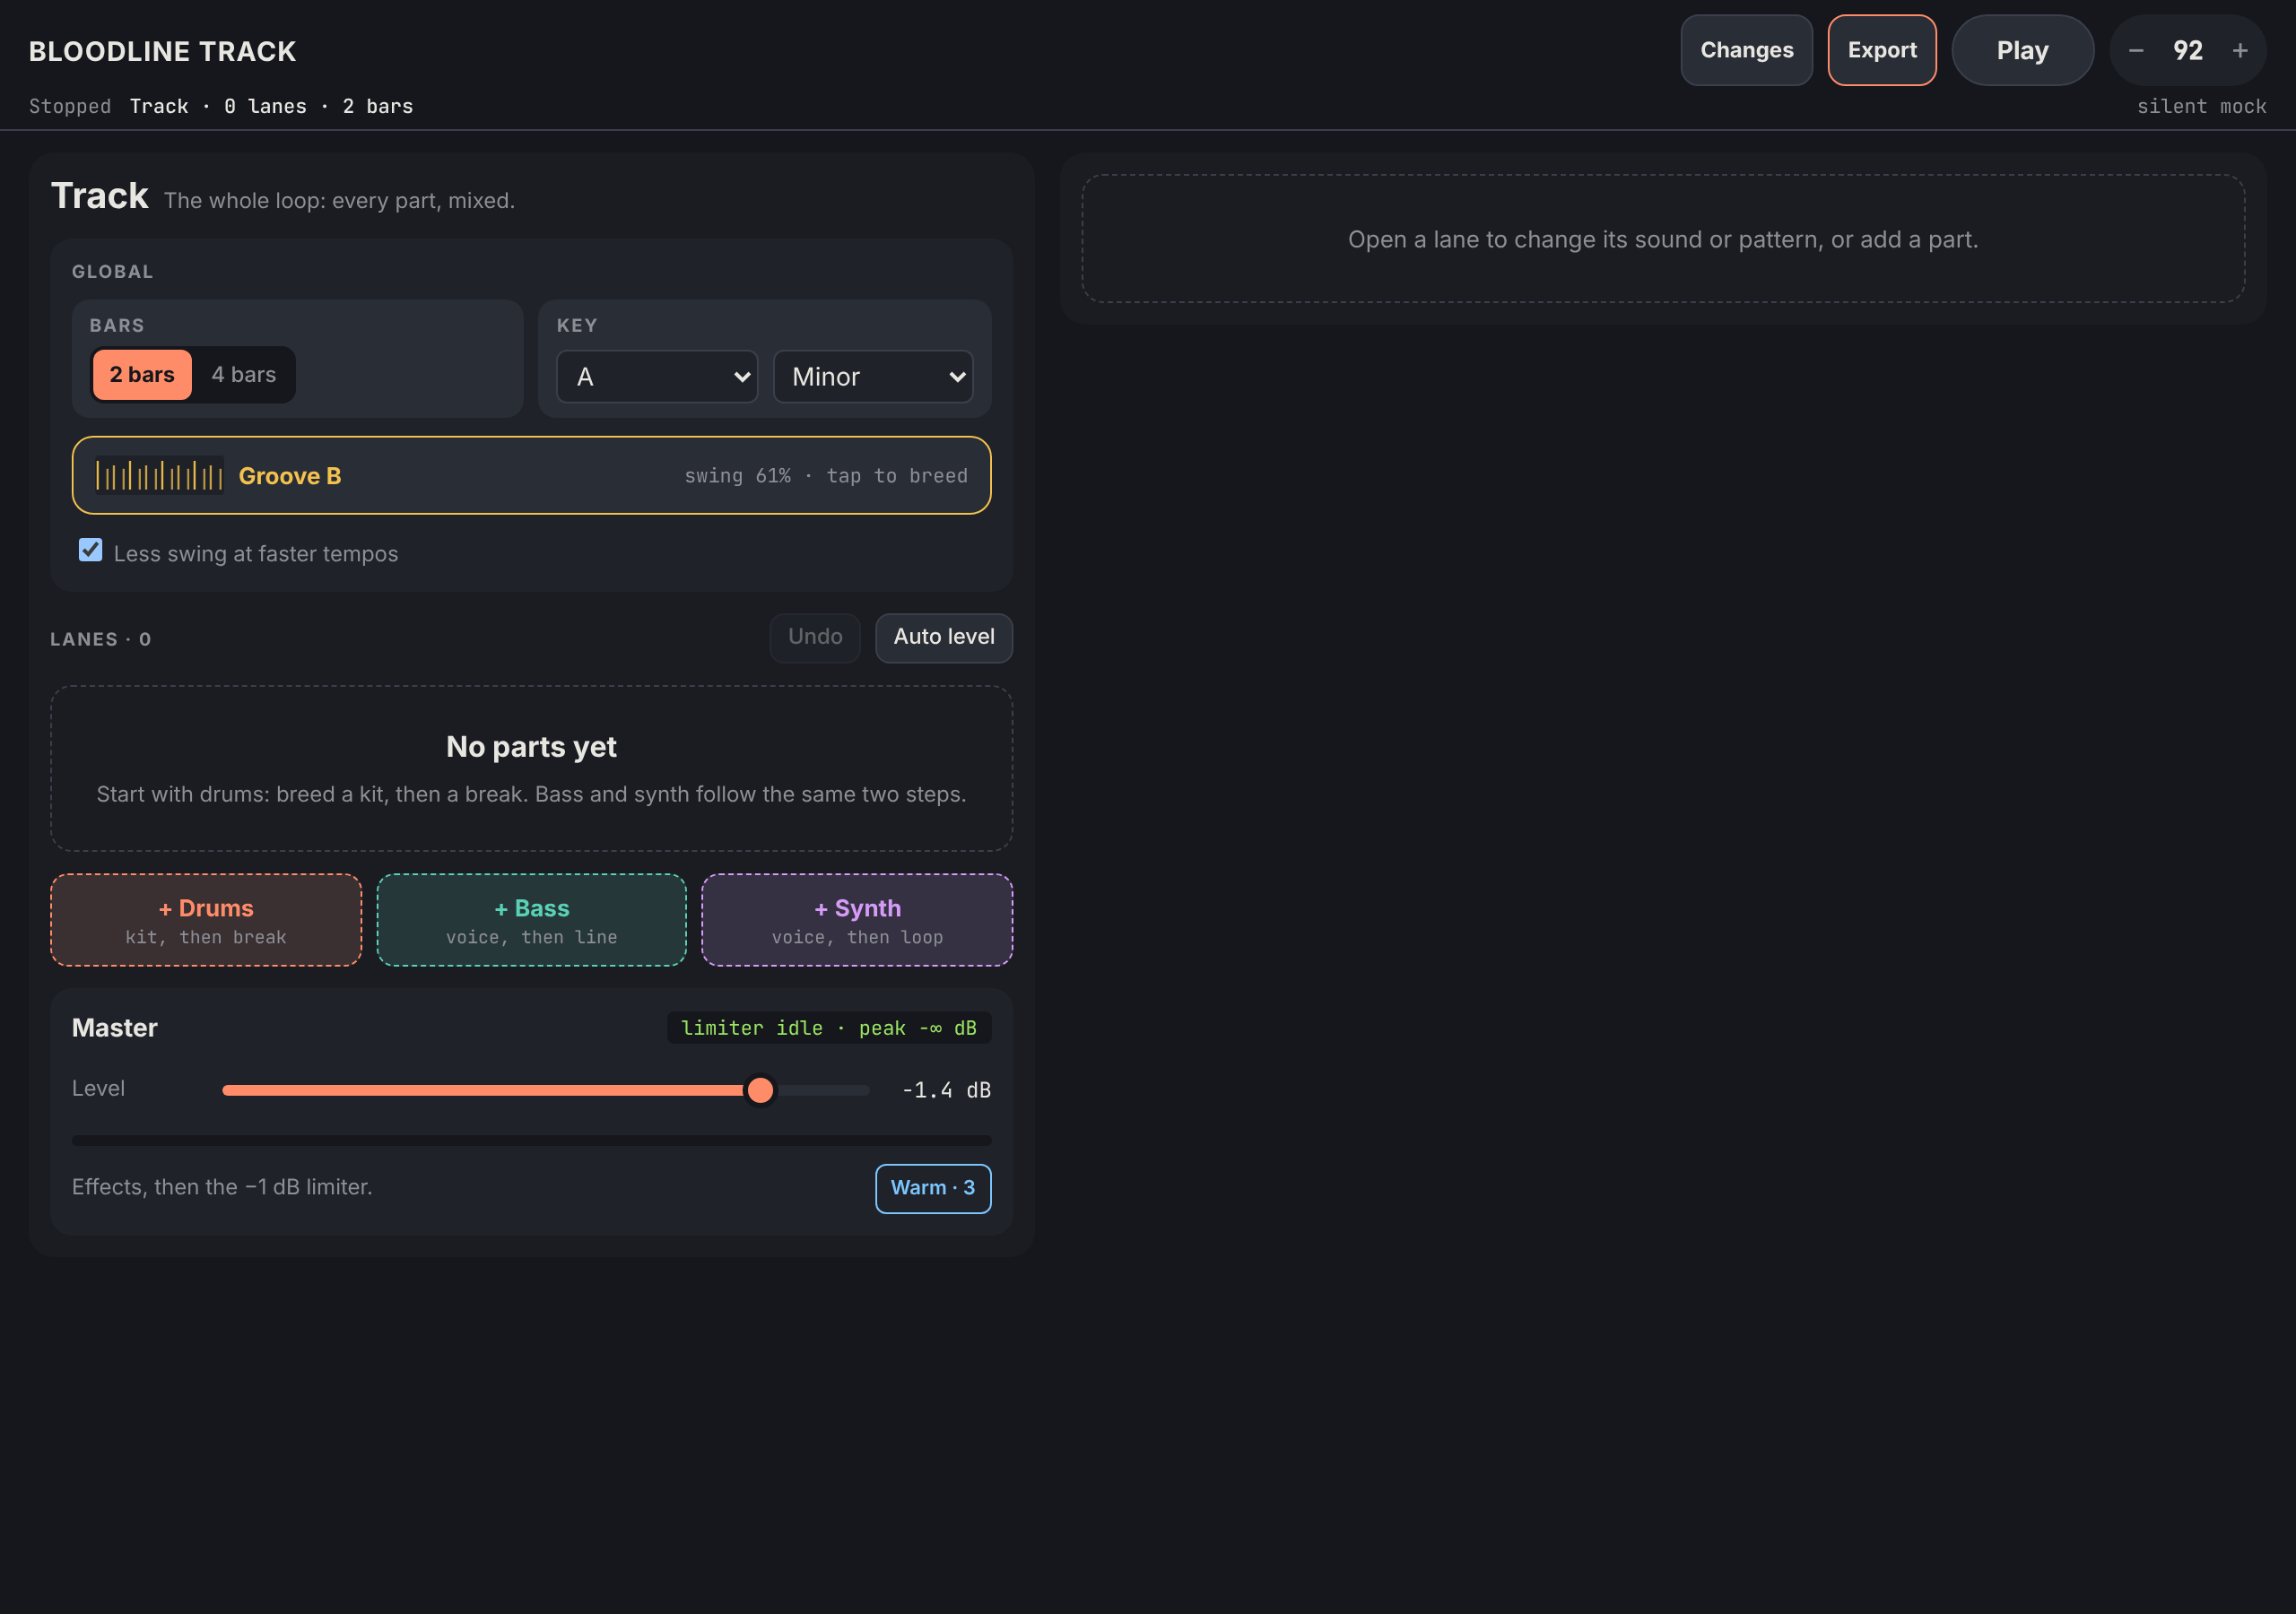 BLOODLINE TRACK
Changes
Export
Play
− 92 +
Stopped Track · 0 lanes · 2 bars
silent mock
Track The whole loop: every part, mixed.
Open a lane to change its sound or pattern, or add a part.
GLOBAL
BARS
2 bars 4 bars
KEY
A
Minor
Groove B
swing 61% · tap to breed
Less swing at faster tempos
LANES · 0
Undo
Auto level
No parts yet
Start with drums: breed a kit, then a break. Bass and synth follow the same two steps.
+ Drums
kit, then break
+ Bass
voice, then line
+ Synth
voice, then loop
Master
limiter idle · peak -∞ dB
Level
-1.4 dB
Effects, then the −1 dB limiter.
Warm · 3